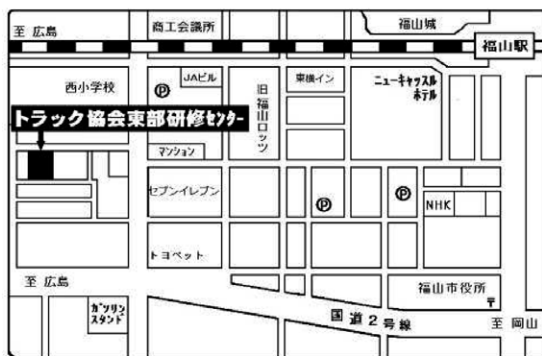 至 広島
商工会議所
福山城
福山駅
西小学校
Ⓟ
JAビル
旧福山ロッツ
東横イン
ニューキャッスル
ホテル
トラック協会東部研修センター
マンション
セブンイレブン
Ⓟ
Ⓟ
NHK
トヨペット
至 広島
ガソリン
スタンド
福山市役所
〒
国道2号線
至 岡山